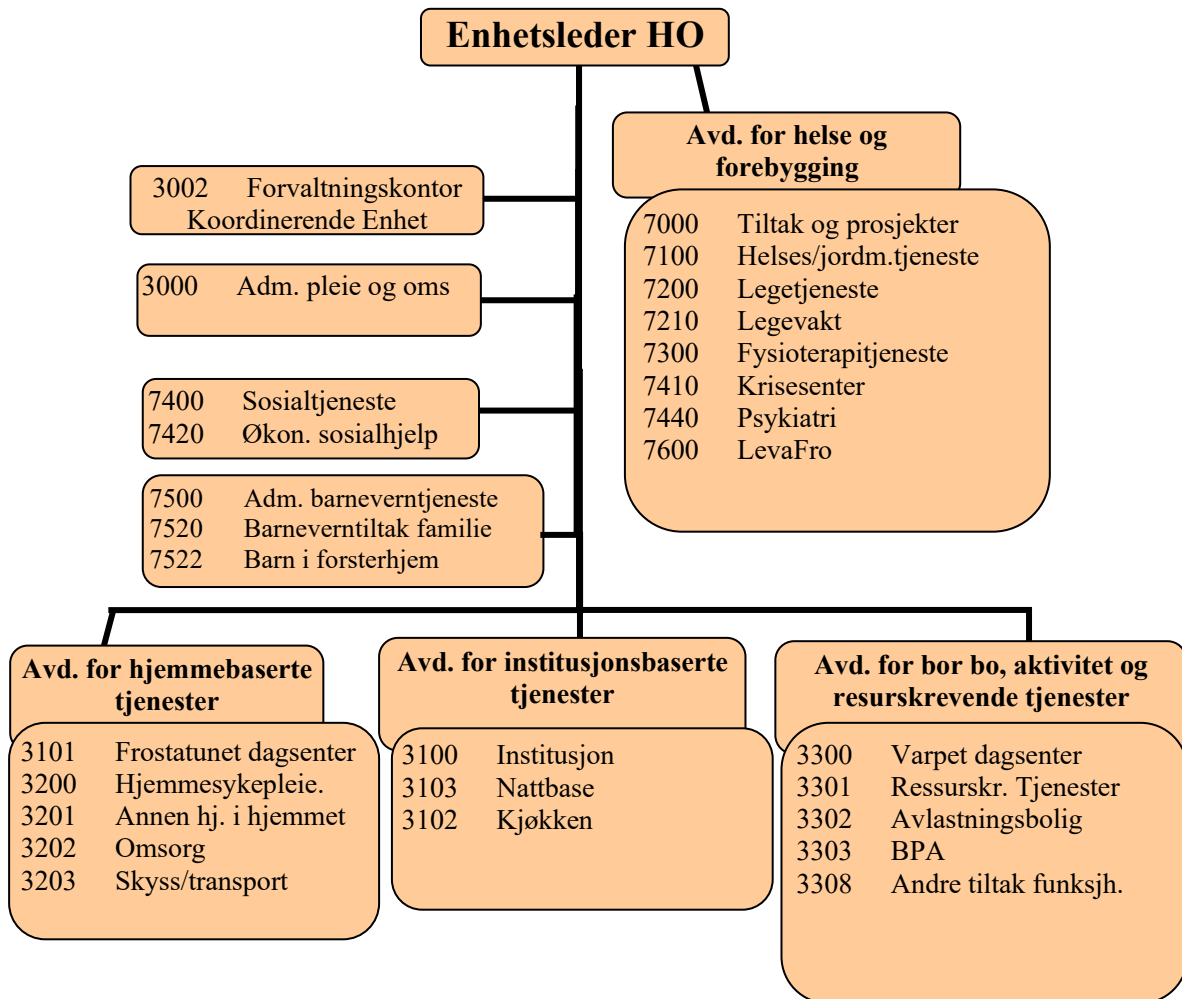 Enhetsleder HO
Avd. for helse og
forebygging
3002 Forvaltningskontor
Koordinerende Enhet
7000 Tiltak og prosjekter
7100 Helses/jordm.tjeneste
7200 Legetjeneste
7210 Legevakt
7300 Fysioterapitjeneste
7410 Krisesenter
7440 Psykiatri
7600 LevaFro
3000 Adm. pleie og oms
7400 Sosialtjeneste
7420 Økon. sosialhjelp
7500 Adm. barneverntjeneste
7520 Barneverntiltak familie
7522 Barn i forsterhjem
Avd. for hjemmebaserte
tjenester
3101 Frostatunet dagsenter
3200 Hjemmesykepleie.
3201 Annen hj. i hjemmet
3202 Omsorg
3203 Skyss/transport
Avd. for institusjonsbaserte
tjenester
3100 Institusjon
3103 Nattbase
3102 Kjøkken
Avd. for bor bo, aktivitet og
resurskrevende tjenester
3300 Varpet dagsenter
3301 Ressurskr. Tjenester
3302 Avlastningsbolig
3303 BPA
3308 Andre tiltak funksjh.